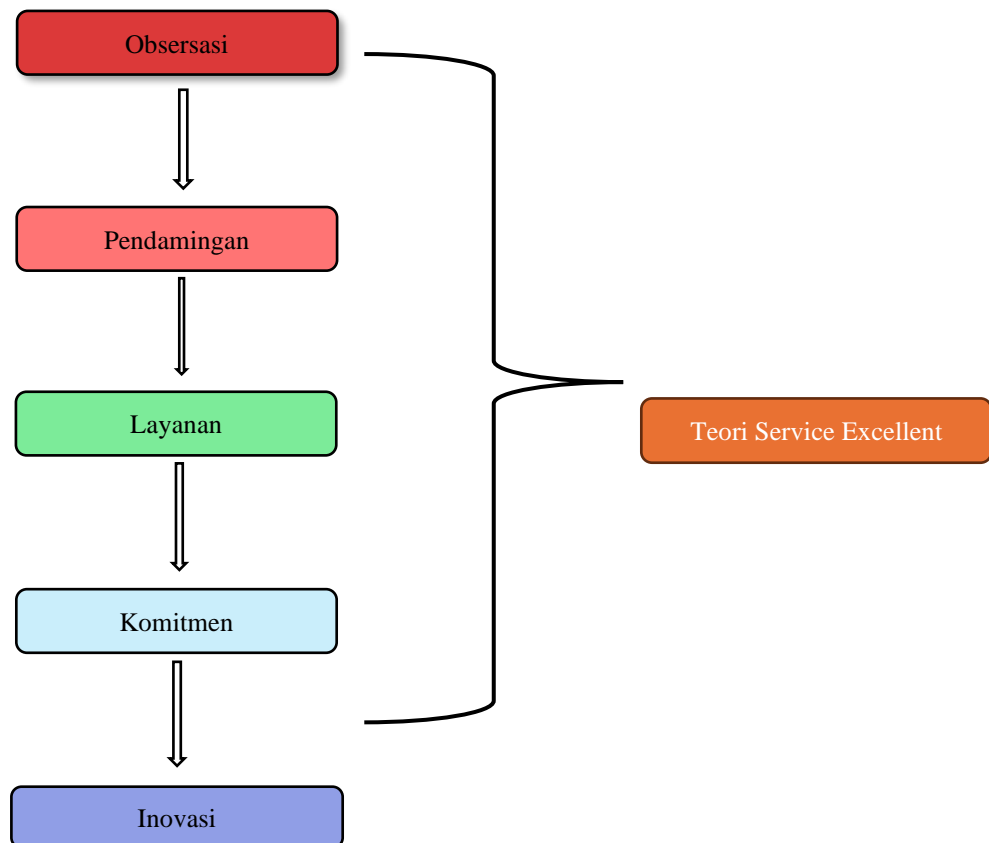 Obsersasi
Pendamingan
Layanan
Teori Service Excellent
Komitmen
Inovasi